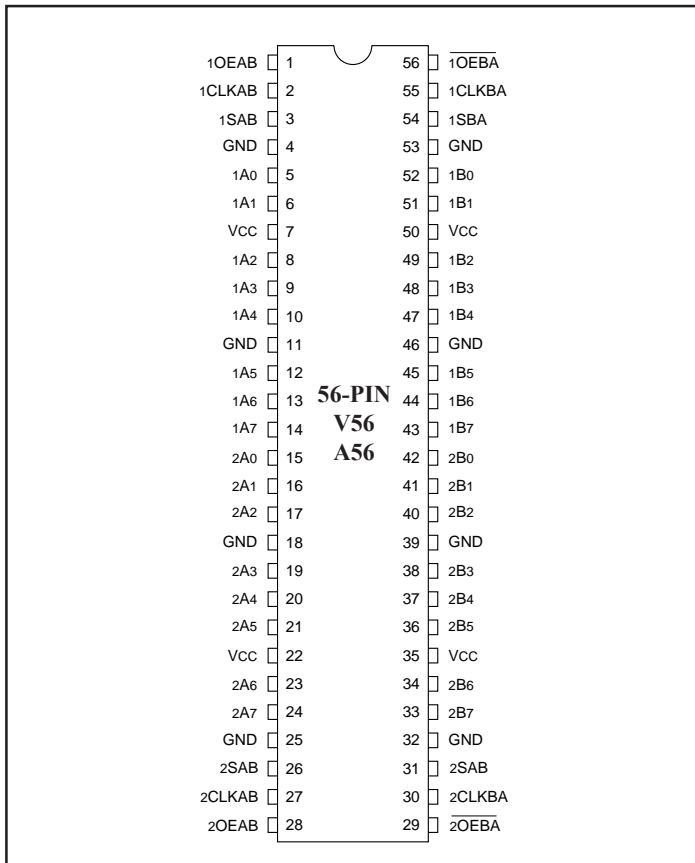 1OEAB 1 56 1OEBA
1CLKAB 2 55 1CLKBA
1SAB 3 54 1SBA
GND 4 53 GND
1A0 5 52 1B0
1A1 6 51 1B1
VCC 7 50 VCC
1A2 8 49 1B2
1A3 9 48 1B3
1A4 10 47 1B4
GND 11 46 GND
1A5 12 45 1B5
1A6 13 56-PIN 44 1B6
1A7 14 V56 43 1B7
2A0 15 A56 42 2B0
2A1 16 41 2B1
2A2 17 40 2B2
GND 18 39 GND
2A3 19 38 2B3
2A4 20 37 2B4
2A5 21 36 2B5
VCC 22 35 VCC
2A6 23 34 2B6
2A7 24 33 2B7
GND 25 32 GND
2SAB 26 31 2SAB
2CLKAB 27 30 2CLKBA
2OEAB 28 29 2OEBA